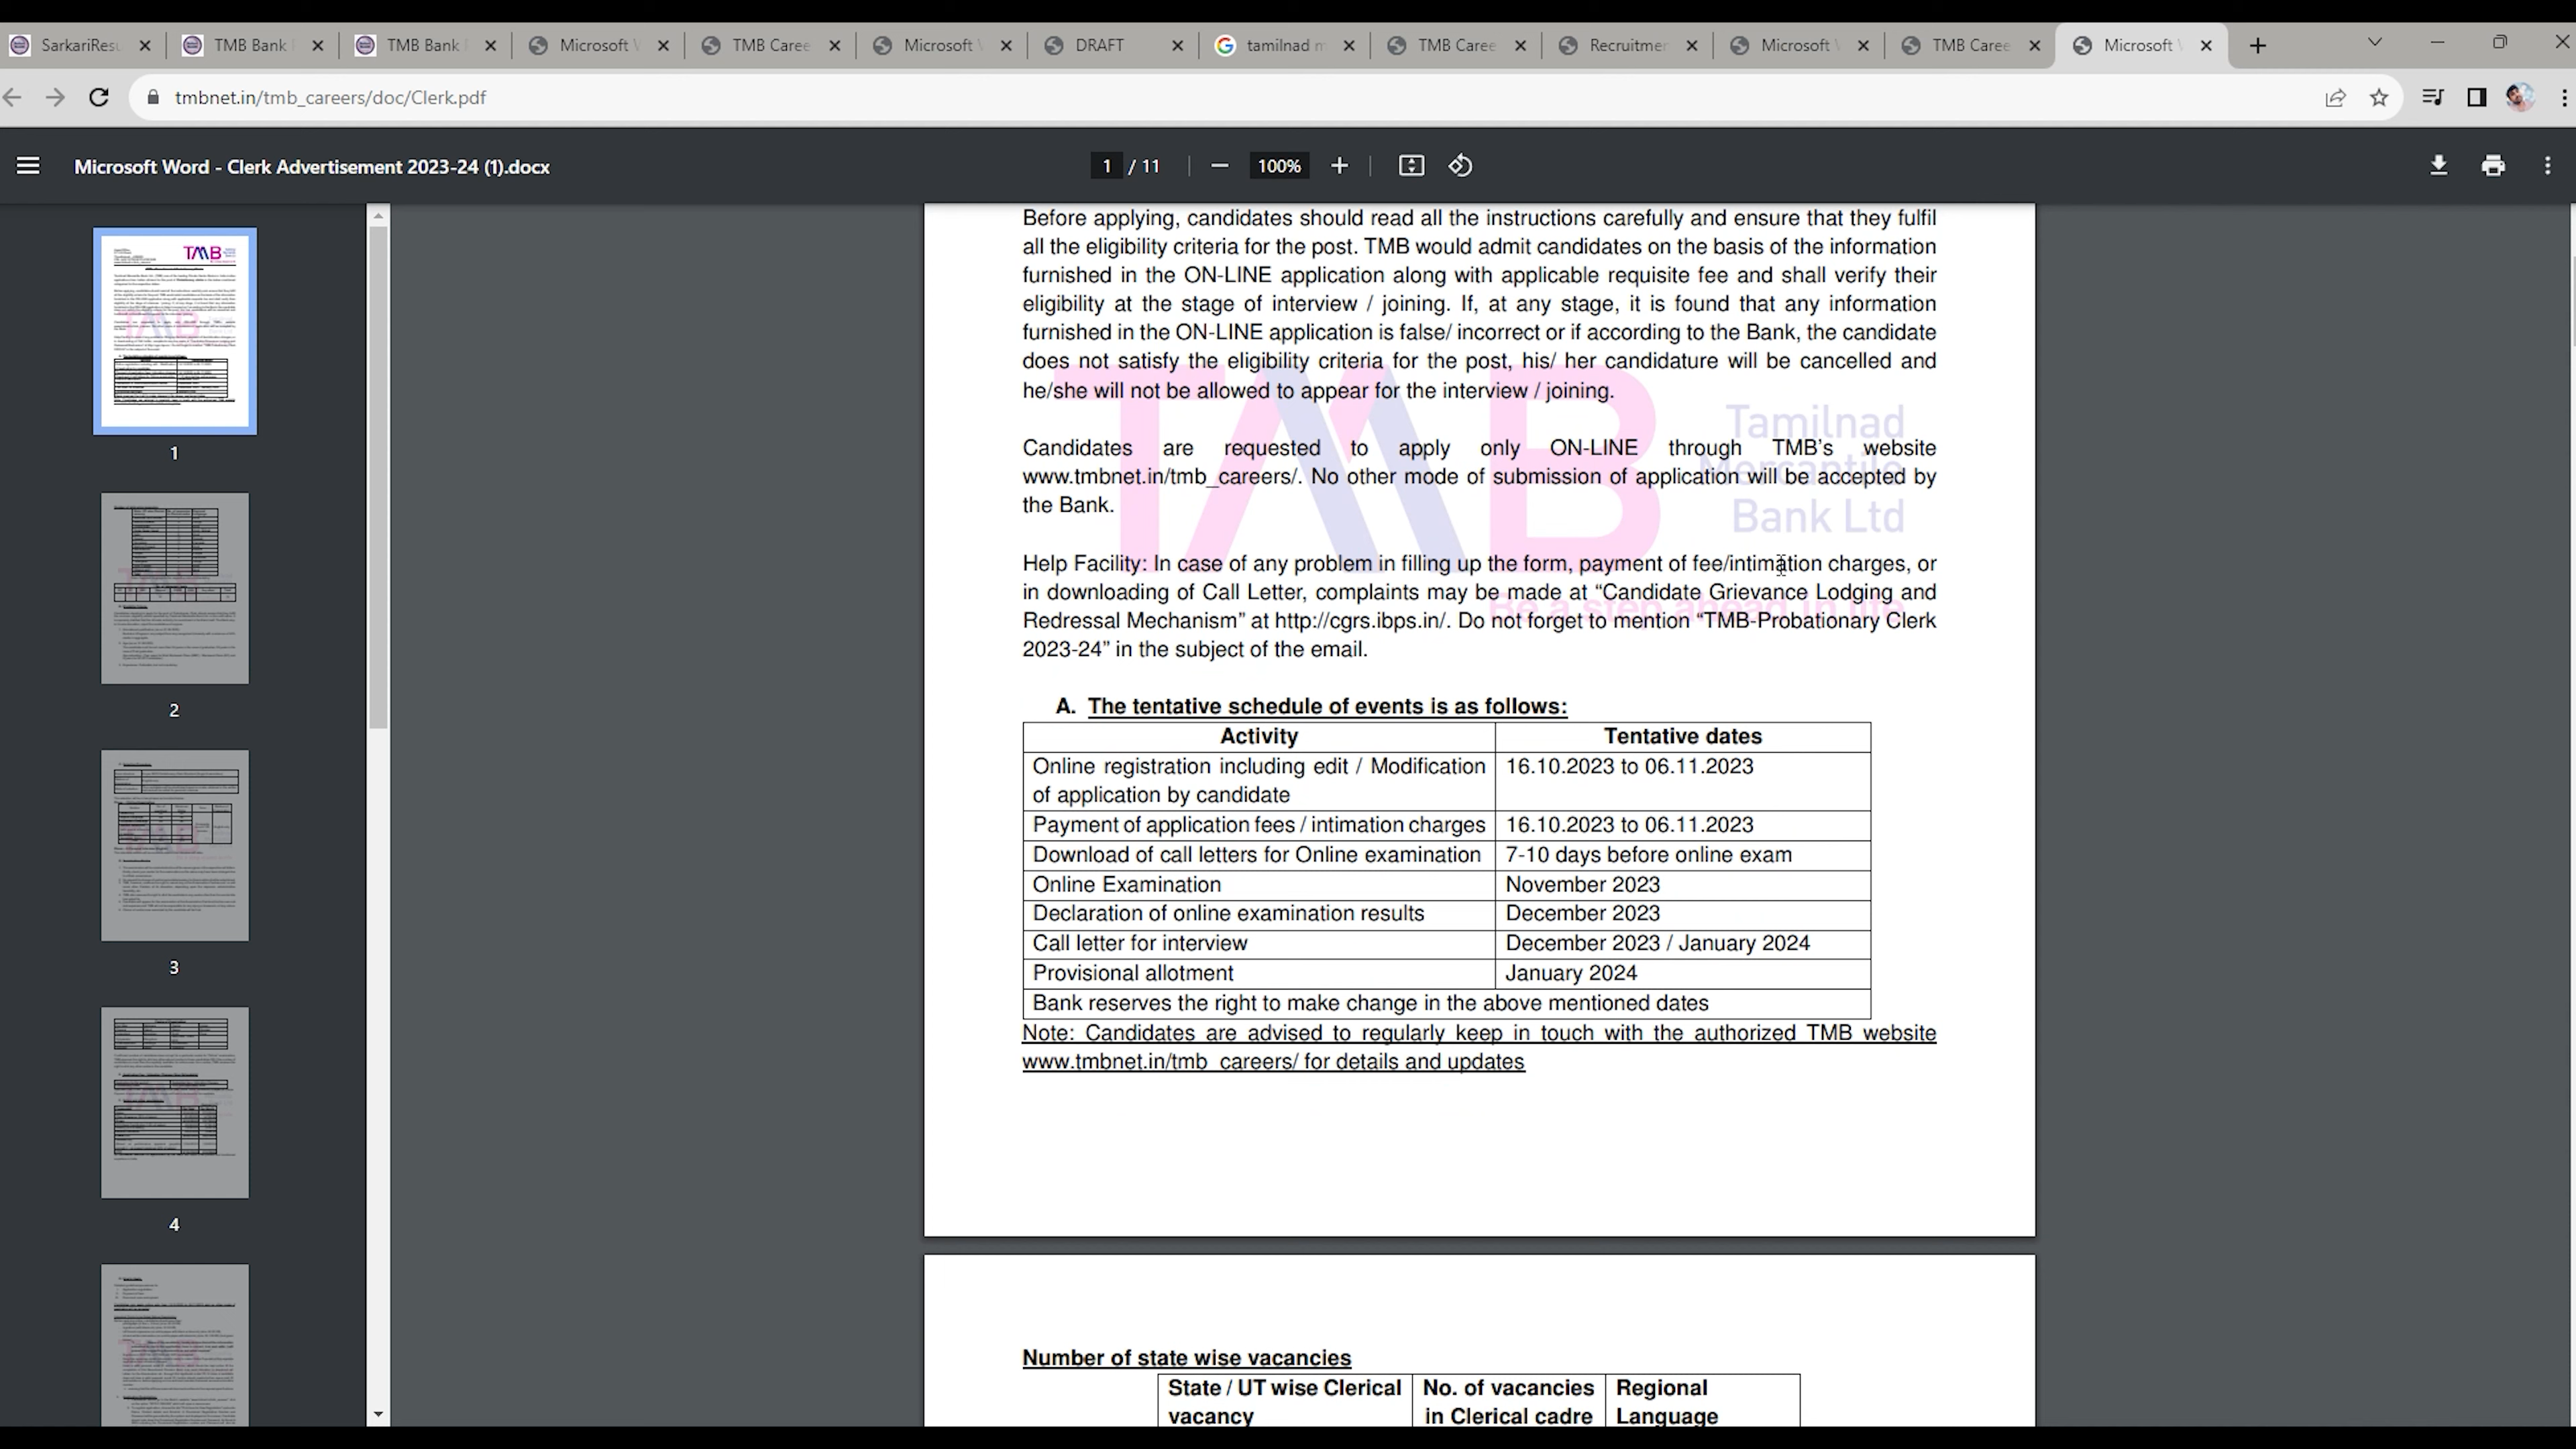 SarkariResu
TMB Bank
TMB Bank
Microsoft
TMB Caree
Microsoft
DRAFT
tamilnad m
TMB Caree
Recruitmen
Microsoft
TMB Caree
Microsoft
tmbnet.in/tmb_careers/doc/Clerk.pdf
Microsoft Word - Clerk Advertisement 2023-24 (1).docx
1 / 11
100%
TMB
1
2
3
4
Before applying, candidates should read all the instructions carefully and ensure that they fulfil
all the eligibility criteria for the post. TMB would admit candidates on the basis of the information
furnished in the ON-LINE application along with applicable requisite fee and shall verify their
eligibility at the stage of interview / joining. If, at any stage, it is found that any information
furnished in the ON-LINE application is false/ incorrect or if according to the Bank, the candidate
does not satisfy the eligibility criteria for the post, his/ her candidature will be cancelled and
he/she will not be allowed to appear for the interview / joining.
TMB
Tamilnad
Mercantile
Bank Ltd
Be a step ahead in life
Candidates are requested to apply only ON-LINE through TMB’s website
www.tmbnet.in/tmb_careers/. No other mode of submission of application will be accepted by
the Bank.
Help Facility: In case of any problem in filling up the form, payment of fee/intimation charges, or
in downloading of Call Letter, complaints may be made at “Candidate Grievance Lodging and
Redressal Mechanism” at http://cgrs.ibps.in/. Do not forget to mention “TMB-Probationary Clerk
2023-24” in the subject of the email.
A. The tentative schedule of events is as follows:
Activity Tentative dates
Online registration including edit / Modification 16.10.2023 to 06.11.2023
of application by candidate
Payment of application fees / intimation charges 16.10.2023 to 06.11.2023
Download of call letters for Online examination 7-10 days before online exam
Online Examination November 2023
Declaration of online examination results December 2023
Call letter for interview December 2023 / January 2024
Provisional allotment January 2024
Bank reserves the right to make change in the above mentioned dates
Note: Candidates are advised to regularly keep in touch with the authorized TMB website
www.tmbnet.in/tmb_careers/ for details and updates
Number of state wise vacancies
State / UT wise Clerical No. of vacancies Regional
vacancy in Clerical cadre Language